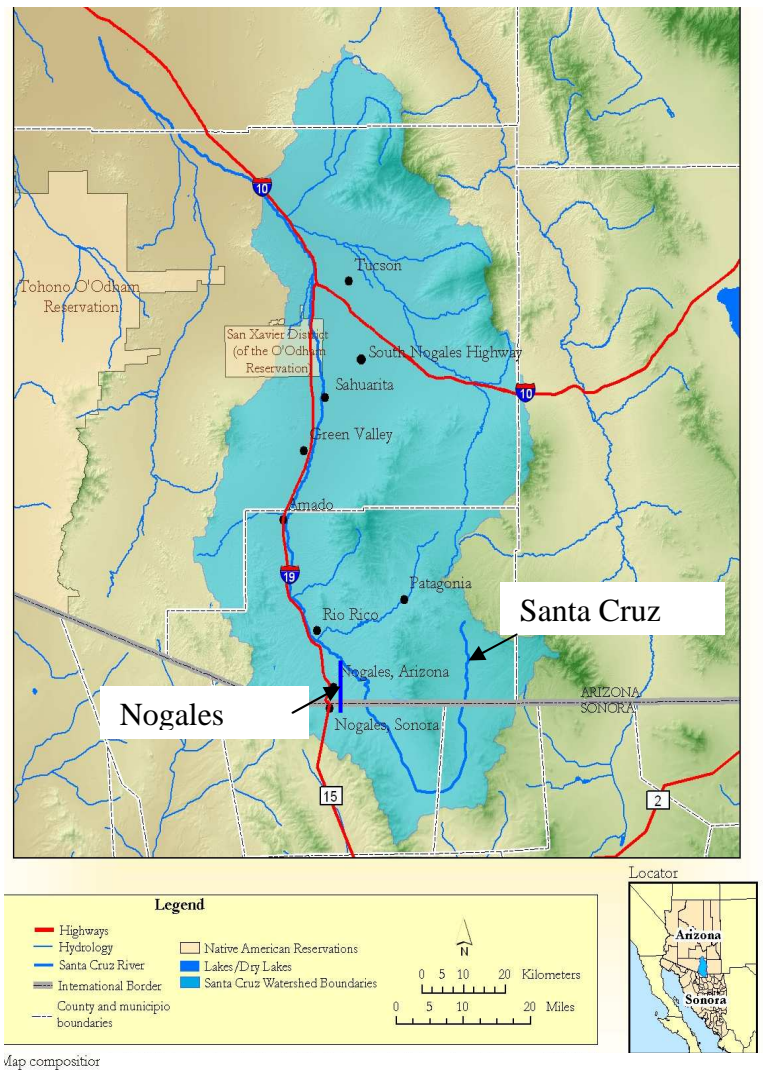 10
Tucson
Tohono O'Odham
Reservation
San Xavier District
(of the O'Odham
Reservation)
South Nogales Highway
10
Sahuarita
Green Valley
Amado
19
Patagonia
Santa Cruz
Rio Rico
Nogales, Arizona
ARIZONA
SONORA
Nogales
Nogales, Sonora
15
2
Locator
Arizona
Sonora
Legend
Highways
Hydrology
Santa Cruz River
International Border
County and municipio
boundaries
Native American Reservations
Lakes/Dry Lakes
Santa Cruz Watershed Boundaries
N
0 5 10 20 Kilometers
0 5 10 20 Miles
Map composition